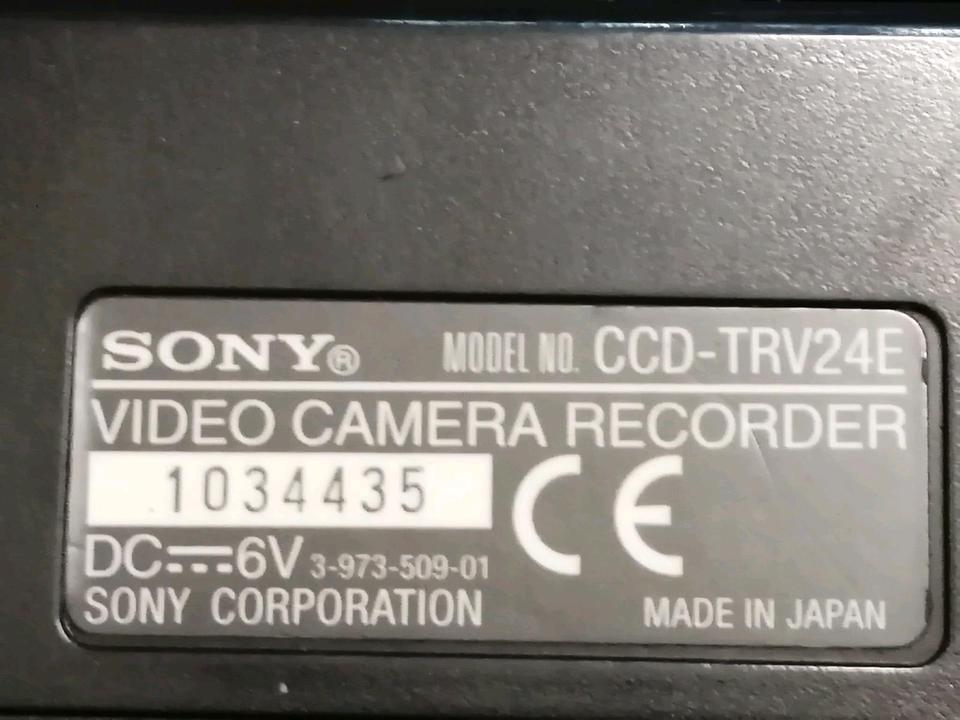 SONY® MODEL NO. CCD-TRV24E
VIDEO CAMERA RECORDER
1034435
CE
DC⎓6V 3-973-509-01
SONY CORPORATION MADE IN JAPAN